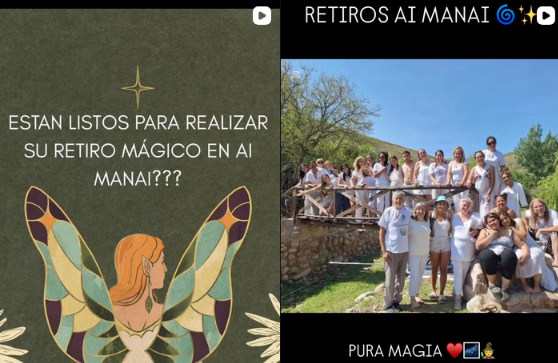 ESTAN LISTOS PARA REALIZAR
SU RETIRO MÁGICO EN AI
MANAI???
RETIROS AI MANAI 🌀✨
PURA MAGIA ❤️🌌🧙